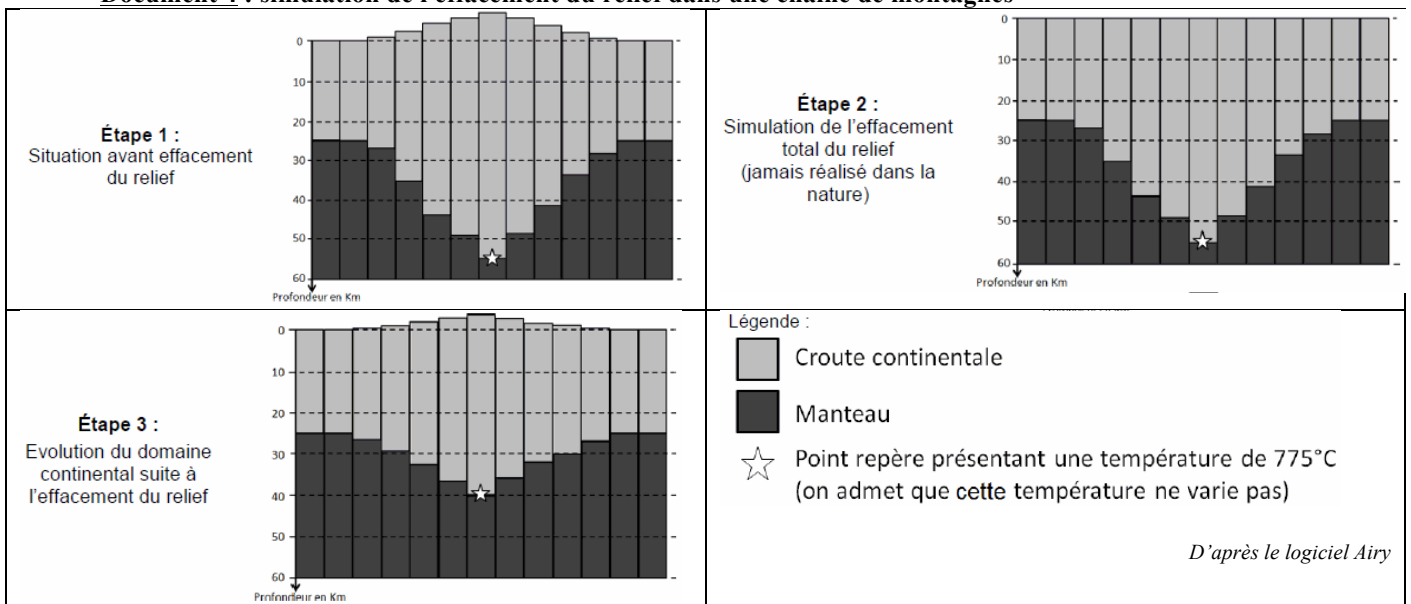 Document 4 : simulation de l'effacement du relief dans une chaîne de montagnes
Étape 1 :
Situation avant effacement
du relief
0
10
20
30
40
50
60
Profondeur en Km
Étape 2 :
Simulation de l'effacement
total du relief
(jamais réalisé dans la
nature)
0
10
20
30
40
50
60
Profondeur en Km
Étape 3 :
Evolution du domaine
continental suite à
l'effacement du relief
0
10
20
30
40
50
60
Profondeur en Km
Légende :
Croute continentale
Manteau
Point repère présentant une température de 775°C
(on admet que cette température ne varie pas)
D'après le logiciel Airy